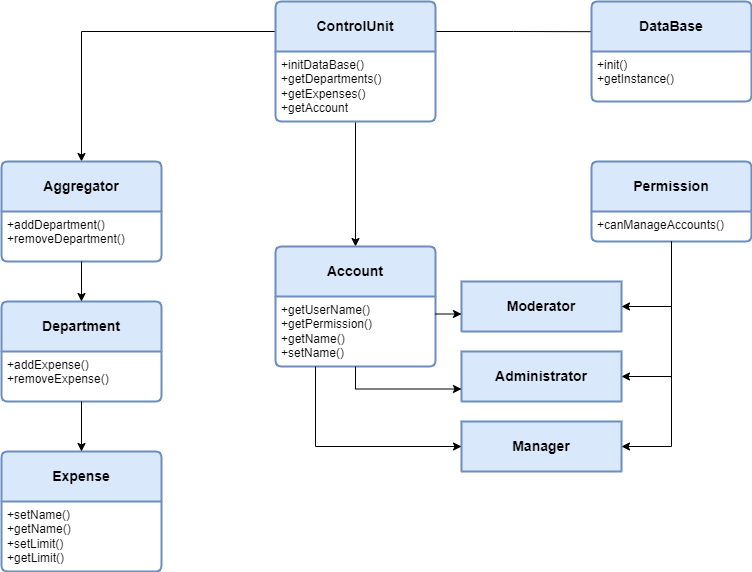 ControlUnit
+initDataBase()
+getDepartments()
+getExpenses()
+getAccount
DataBase
+init()
+getInstance()
Aggregator
+addDepartment()
+removeDepartment()
Permission
+canManageAccounts()
Account
+getUserName()
+getPermission()
+getName()
+setName()
Moderator
Administrator
Manager
Department
+addExpense()
+removeExpense()
Expense
+setName()
+getName()
+setLimit()
+getLimit()